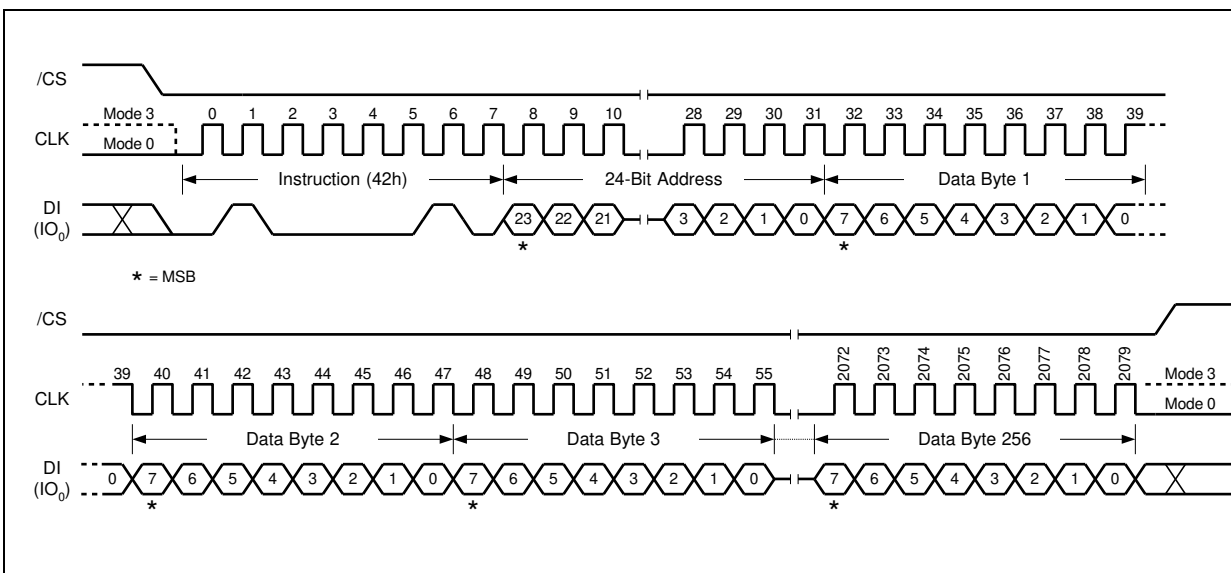 /CS
Mode 3 0 1 2 3 4 5 6 7 8 9 10 28 29 30 31 32 33 34 35 36 37 38 39
CLK Mode 0
Instruction (42h) 24-Bit Address Data Byte 1
DI
(IO0) 23 22 21 3 2 1 0 7 6 5 4 3 2 1 0
* *
* = MSB
/CS
39 40 41 42 43 44 45 46 47 48 49 50 51 52 53 54 55 2072 2073 2074 2075 2076 2077 2078 2079 Mode 3
CLK Mode 0
Data Byte 2 Data Byte 3 Data Byte 256
DI
(IO0) 0 7 6 5 4 3 2 1 0 7 6 5 4 3 2 1 0 7 6 5 4 3 2 1 0
* * *